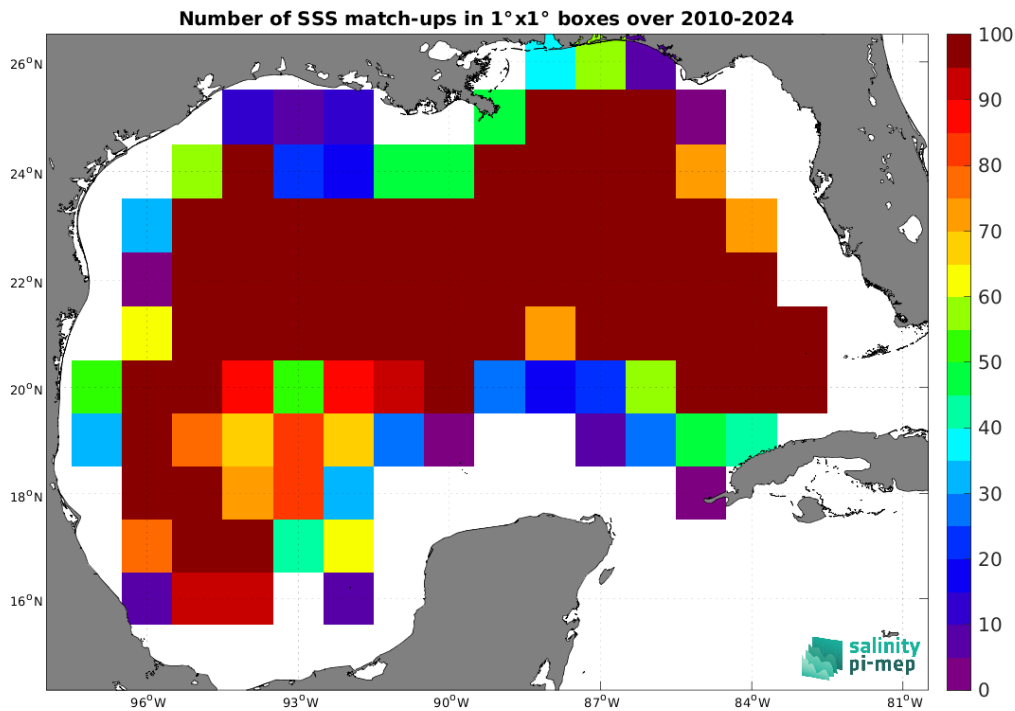 Number of SSS match-ups in 1°x1° boxes over 2010-2024
26°N
24°N
22°N
20°N
18°N
16°N
96°W
93°W
90°W
87°W
84°W
81°W
100
90
80
70
60
50
40
30
20
10
0
salinity
pi-mep